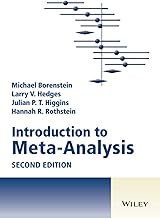 Michael Borenstein
Larry V. Hedges
Julian P. T. Higgins
Hannah R. Rothstein
Introduction to
Meta-Analysis
SECOND EDITION
WILEY